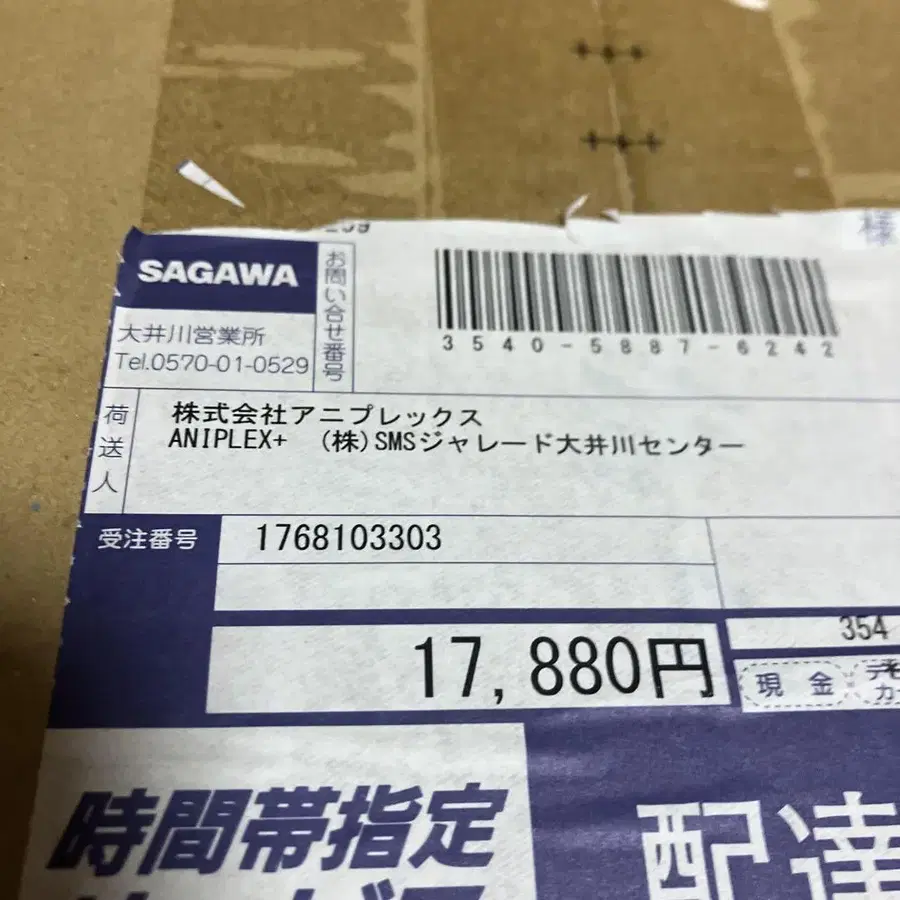 様
SAGAWA
大井川営業所
Tel.0570-01-0529
お問い合せ番号
3540-5887-6242
荷送人
株式会社アニプレックス
ANIPLEX+ (株)SMSジャレード大井川センター
受注番号
1768103303
17,880円
354
現金
時間帯指定
配達